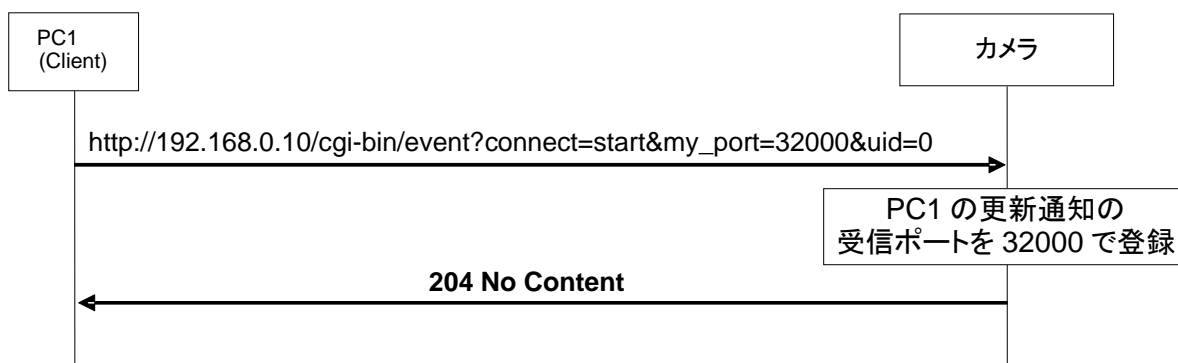 PC1
(Client)
カメラ
http://192.168.0.10/cgi-bin/event?connect=start&my_port=32000&uid=0
PC1 の更新通知の
受信ポートを 32000 で登録
204 No Content